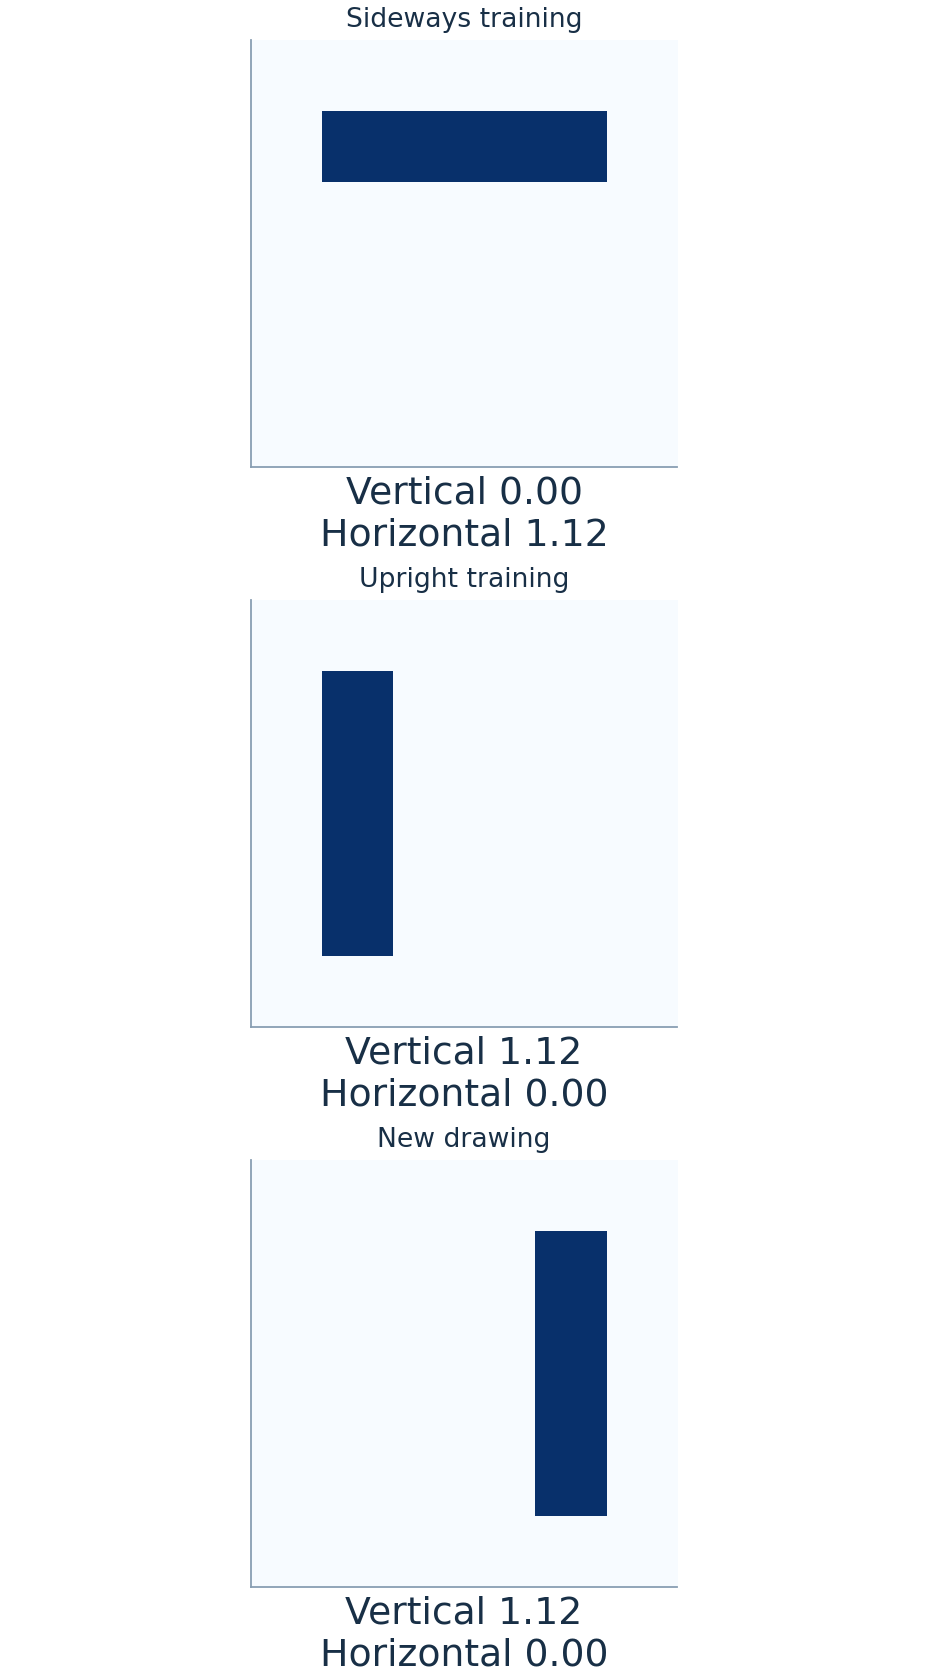 Sideways training
Vertical 0.00
Horizontal 1.12
Upright training
Vertical 1.12
Horizontal 0.00
New drawing
Vertical 1.12
Horizontal 0.00